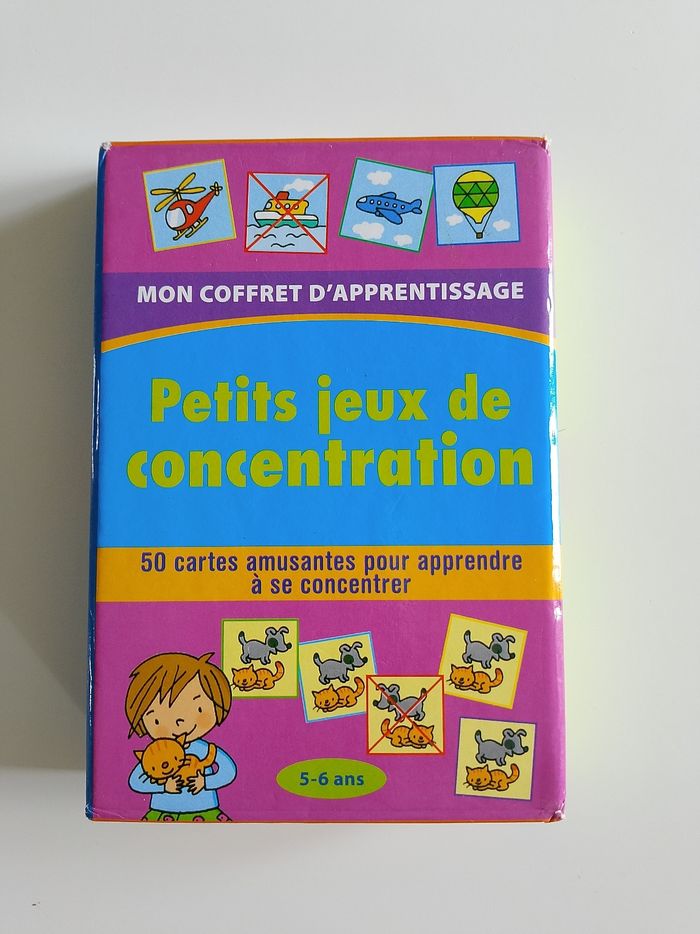 MON COFFRET D'APPRENTISSAGE
Petits jeux de
concentration
50 cartes amusantes pour apprendre
à se concentrer
5-6 ans